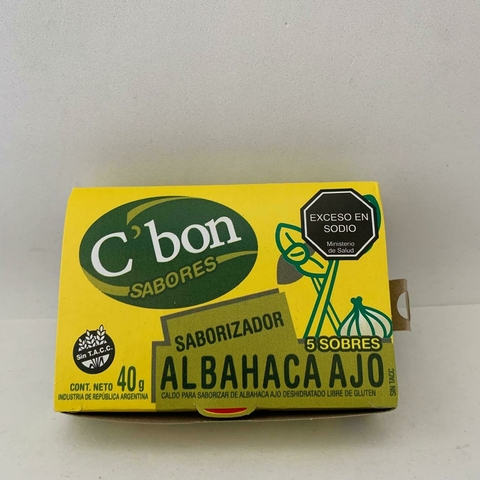 C'bon
SABORES
EXCESO EN
SODIO
Ministerio
de Salud
SABORIZADOR
5 SOBRES
ALBAHACA AJO
Sin T.A.C.C.
CONT. NETO 40 g
INDUSTRIA DE REPÚBLICA ARGENTINA
CALDO PARA SABORIZAR DE ALBAHACA AJO DESHIDRATADO LIBRE DE GLUTEN
SIN TACC